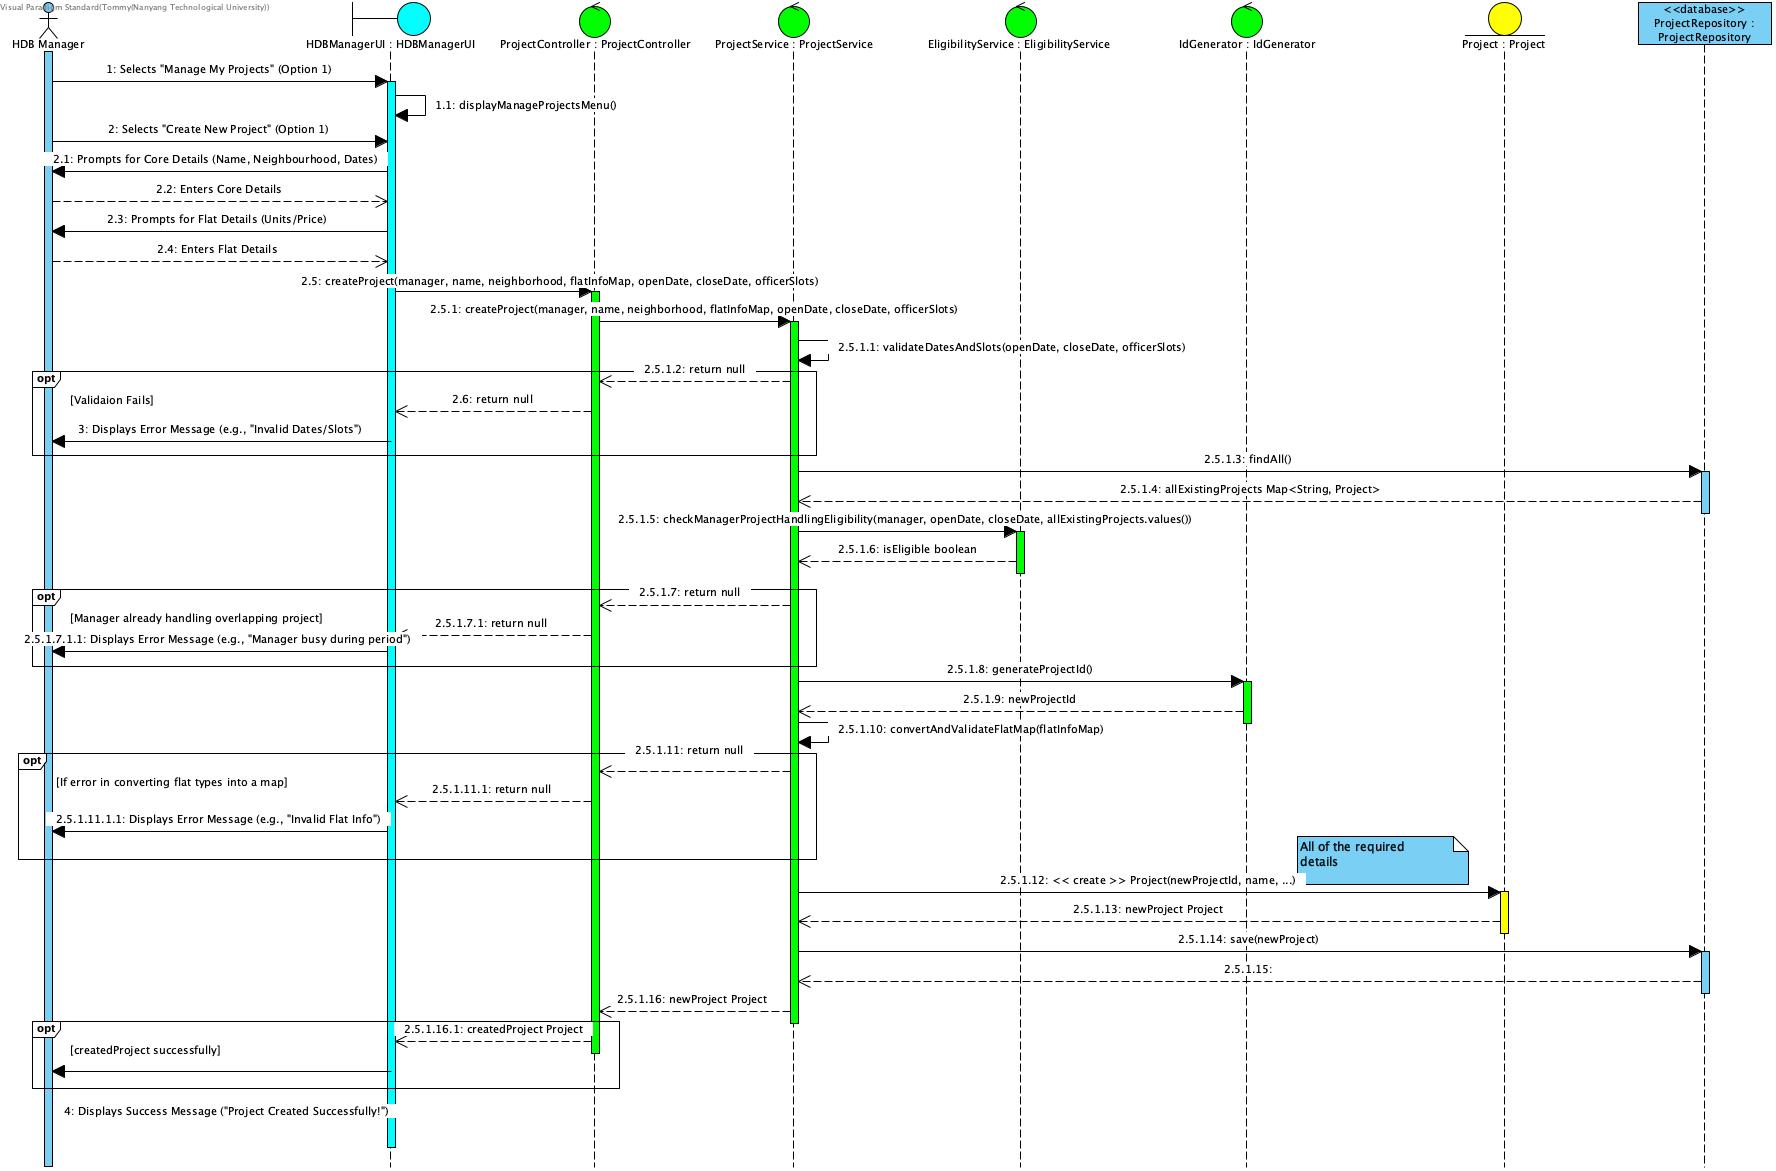 Visual Paradigm Standard(Tommy(Nanyang Technological University))
HDB Manager
HDBManagerUI : HDBManagerUI
ProjectController : ProjectController
ProjectService : ProjectService
EligibilityService : EligibilityService
IdGenerator : IdGenerator
Project : Project
<<database>>
ProjectRepository :
ProjectRepository
1: Selects "Manage My Projects" (Option 1)
1.1: displayManageProjectsMenu()
2: Selects "Create New Project" (Option 1)
2.1: Prompts for Core Details (Name, Neighbourhood, Dates)
2.2: Enters Core Details
2.3: Prompts for Flat Details (Units/Price)
2.4: Enters Flat Details
2.5: createProject(manager, name, neighborhood, flatInfoMap, openDate, closeDate, officerSlots)
2.5.1: createProject(manager, name, neighborhood, flatInfoMap, openDate, closeDate, officerSlots)
2.5.1.1: validateDatesAndSlots(openDate, closeDate, officerSlots)
2.5.1.2: return null
opt
[Validaion Fails]
2.6: return null
3: Displays Error Message (e.g., "Invalid Dates/Slots")
2.5.1.3: findAll()
2.5.1.4: allExistingProjects Map<String, Project>
2.5.1.5: checkManagerProjectHandlingEligibility(manager, openDate, closeDate, allExistingProjects.values())
2.5.1.6: isEligible boolean
2.5.1.7: return null
opt
[Manager already handling overlapping project]
2.5.1.7.1: return null
2.5.1.7.1.1: Displays Error Message (e.g., "Manager busy during period")
2.5.1.8: generateProjectId()
2.5.1.9: newProjectId
2.5.1.10: convertAndValidateFlatMap(flatInfoMap)
2.5.1.11: return null
opt
[If error in converting flat types into a map]
2.5.1.11.1: return null
2.5.1.11.1.1: Displays Error Message (e.g., "Invalid Flat Info")
All of the required
details
2.5.1.12: << create >> Project(newProjectId, name, ...)
2.5.1.13: newProject Project
2.5.1.14: save(newProject)
2.5.1.15:
2.5.1.16: newProject Project
opt
2.5.1.16.1: createdProject Project
[createdProject successfully]
4: Displays Success Message ("Project Created Successfully!")